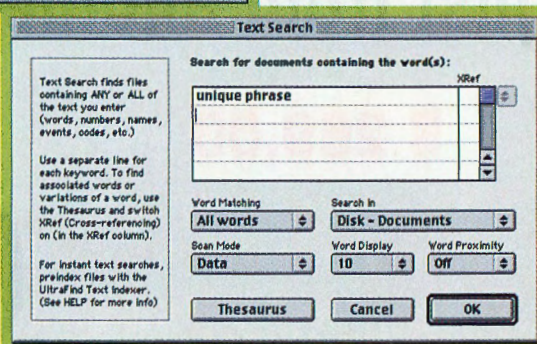 Text Search
Text Search finds files
containing ANY or ALL of
the text you enter
(words, numbers, names,
events, codes, etc.)
Use a separate line for
each keyword. To find
associated words or
variations of a word, use
the Thesaurus and switch
XRef (Cross-referencing)
on (in the XRef column).
For instant text searches,
preindex files with the
UltraFind Text Indexer.
(See HELP for more info)
Search for documents containing the word(s):
XRef
unique phrase
Word Matching
All words
Search in
Disk - Documents
Scan Mode
Data
Word Display
10
Word Proximity
Off
Thesaurus
Cancel
OK